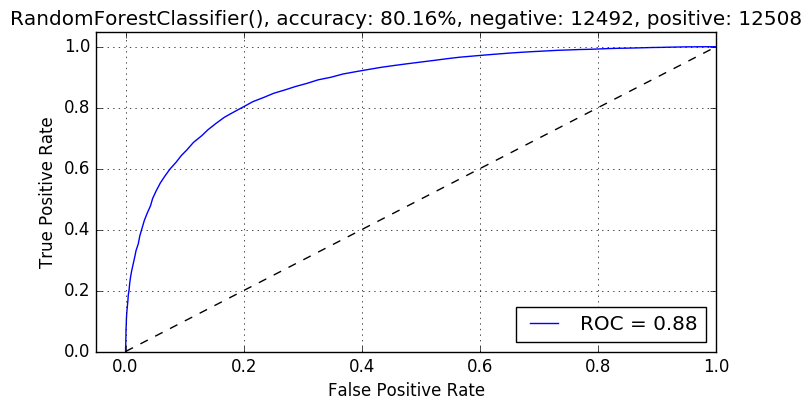 RandomForestClassifier(), accuracy: 80.16%, negative: 12492, positive: 12508
1.0
0.8
0.6
0.4
0.2
0.0
True Positive Rate
ROC = 0.88
0.0 0.2 0.4 0.6 0.8 1.0
False Positive Rate